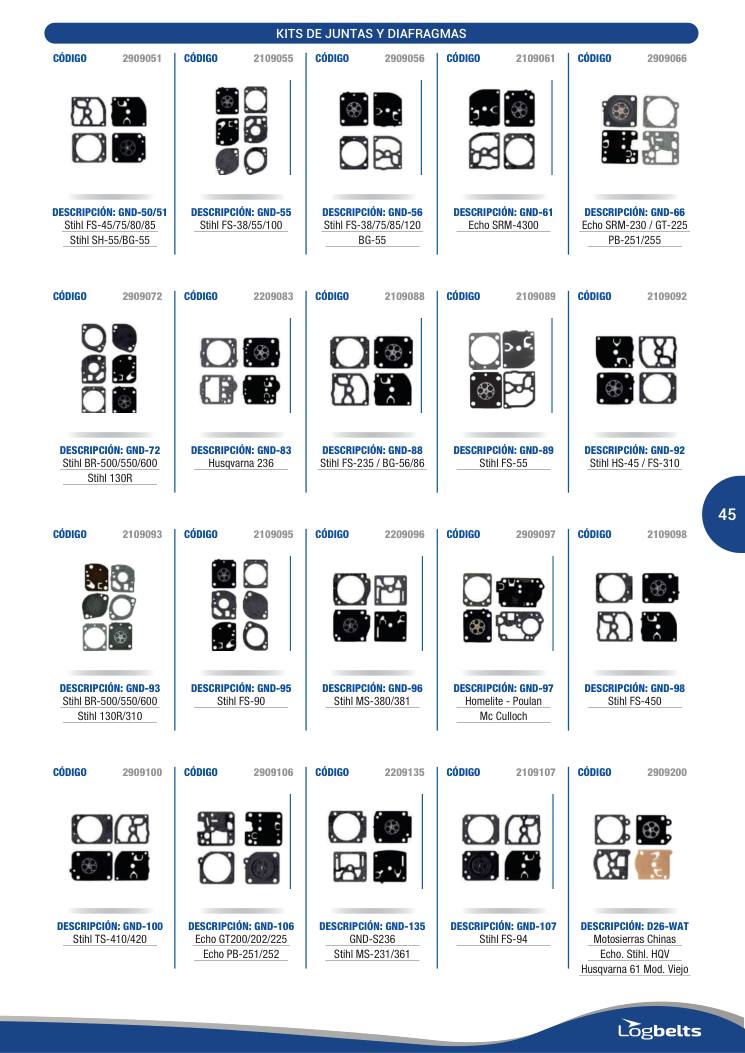 KITS DE JUNTAS Y DIAFRAGMAS
CÓDIGO 2909051
DESCRIPCIÓN: GND-50/51
Stihl FS-45/75/80/85
Stihl SH-55/BG-55
CÓDIGO 2109055
DESCRIPCIÓN: GND-55
Stihl FS-38/55/100
CÓDIGO 2909056
DESCRIPCIÓN: GND-56
Stihl FS-38/75/85/120
BG-55
CÓDIGO 2109061
DESCRIPCIÓN: GND-61
Echo SRM-4300
CÓDIGO 2909066
DESCRIPCIÓN: GND-66
Echo SRM-230 / GT-225
PB-251/255
CÓDIGO 2909072
DESCRIPCIÓN: GND-72
Stihl BR-500/550/600
Stihl 130R
CÓDIGO 2209083
DESCRIPCIÓN: GND-83
Husqvarna 236
CÓDIGO 2109088
DESCRIPCIÓN: GND-88
Stihl FS-235 / BG-56/86
CÓDIGO 2109089
DESCRIPCIÓN: GND-89
Stihl FS-55
CÓDIGO 2109092
DESCRIPCIÓN: GND-92
Stihl HS-45 / FS-310
45
CÓDIGO 2109093
DESCRIPCIÓN: GND-93
Stihl BR-500/550/600
Stihl 130R/310
CÓDIGO 2109095
DESCRIPCIÓN: GND-95
Stihl FS-90
CÓDIGO 2209096
DESCRIPCIÓN: GND-96
Stihl MS-380/381
CÓDIGO 2909097
DESCRIPCIÓN: GND-97
Homelite - Poulan
Mc Culloch
CÓDIGO 2109098
DESCRIPCIÓN: GND-98
Stihl FS-450
CÓDIGO 2909100
DESCRIPCIÓN: GND-100
Stihl TS-410/420
CÓDIGO 2909106
DESCRIPCIÓN: GND-106
Echo GT200/202/225
Echo PB-251/252
CÓDIGO 2209135
DESCRIPCIÓN: GND-135
GND-S236
Stihl MS-231/361
CÓDIGO 2109107
DESCRIPCIÓN: GND-107
Stihl FS-94
CÓDIGO 2909200
DESCRIPCIÓN: D26-WAT
Motosierras Chinas
Echo. Stihl. HQV
Husqvarna 61 Mod. Viejo
Logbelts